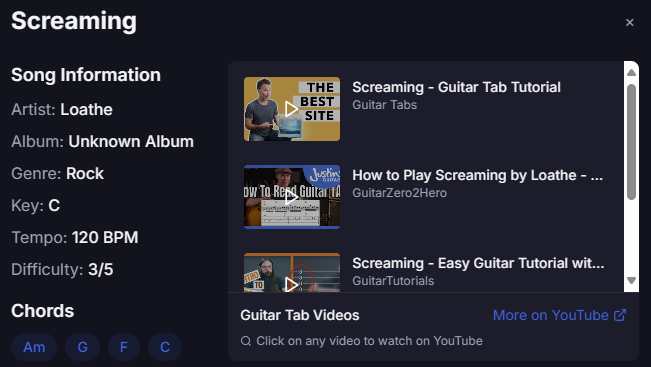 Screaming
×
Song Information
Artist: Loathe
Album: Unknown Album
Genre: Rock
Key: C
Tempo: 120 BPM
Difficulty: 3/5
Chords
Am
G
F
C
THE
BEST
SITE
Screaming - Guitar Tab Tutorial
Guitar Tabs
Justin
GUITAR
How To Read Guitar TA
How to Play Screaming by Loathe - ...
GuitarZero2Hero
TO
Screaming - Easy Guitar Tutorial wit...
GuitarTutorials
Guitar Tab Videos
More on YouTube
Click on any video to watch on YouTube